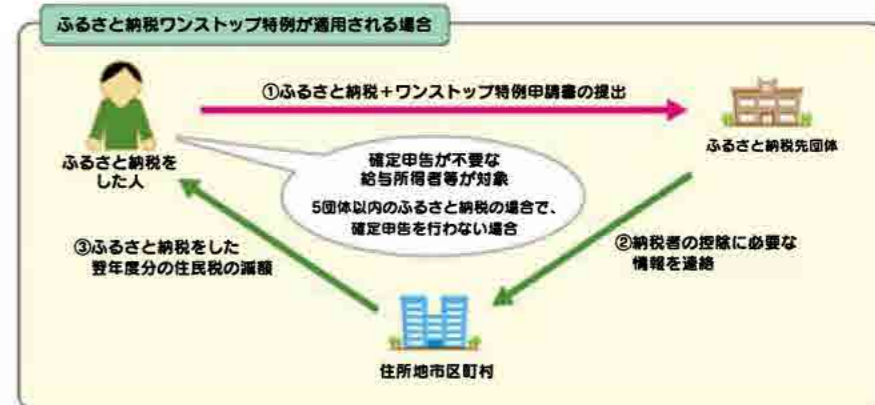 ふるさと納税ワンストップ特例が適用される場合
①ふるさと納税+ワンストップ特例申請書の提出
ふるさと納税を
した人
ふるさと納税先団体
確定申告が不要な
給与所得者等が対象
5団体以内のふるさと納税の場合で、
確定申告を行わない場合
②納税者の控除に必要な
情報を連絡
③ふるさと納税をした
翌年度分の住民税の減額
住所地市区町村